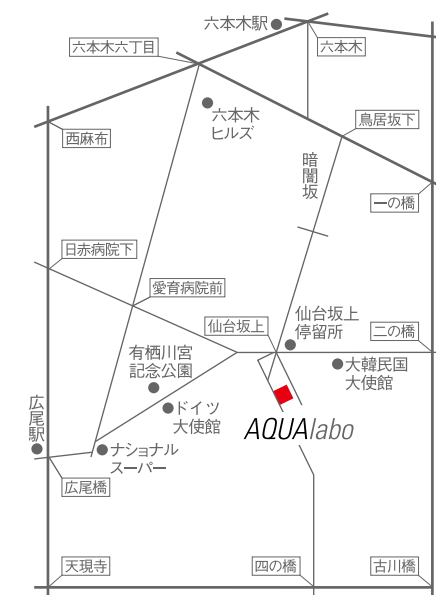 六本木駅
六本木六丁目
六本木
六本木
ヒルズ
鳥居坂下
西麻布
暗闇坂
一の橋
日赤病院下
愛育病院前
仙台坂上
仙台坂上
停留所
二の橋
有栖川宮
記念公園
大韓民国
大使館
ドイツ
大使館
広尾駅
AQUAlabo
ナショナル
スーパー
広尾橋
天現寺
四の橋
古川橋